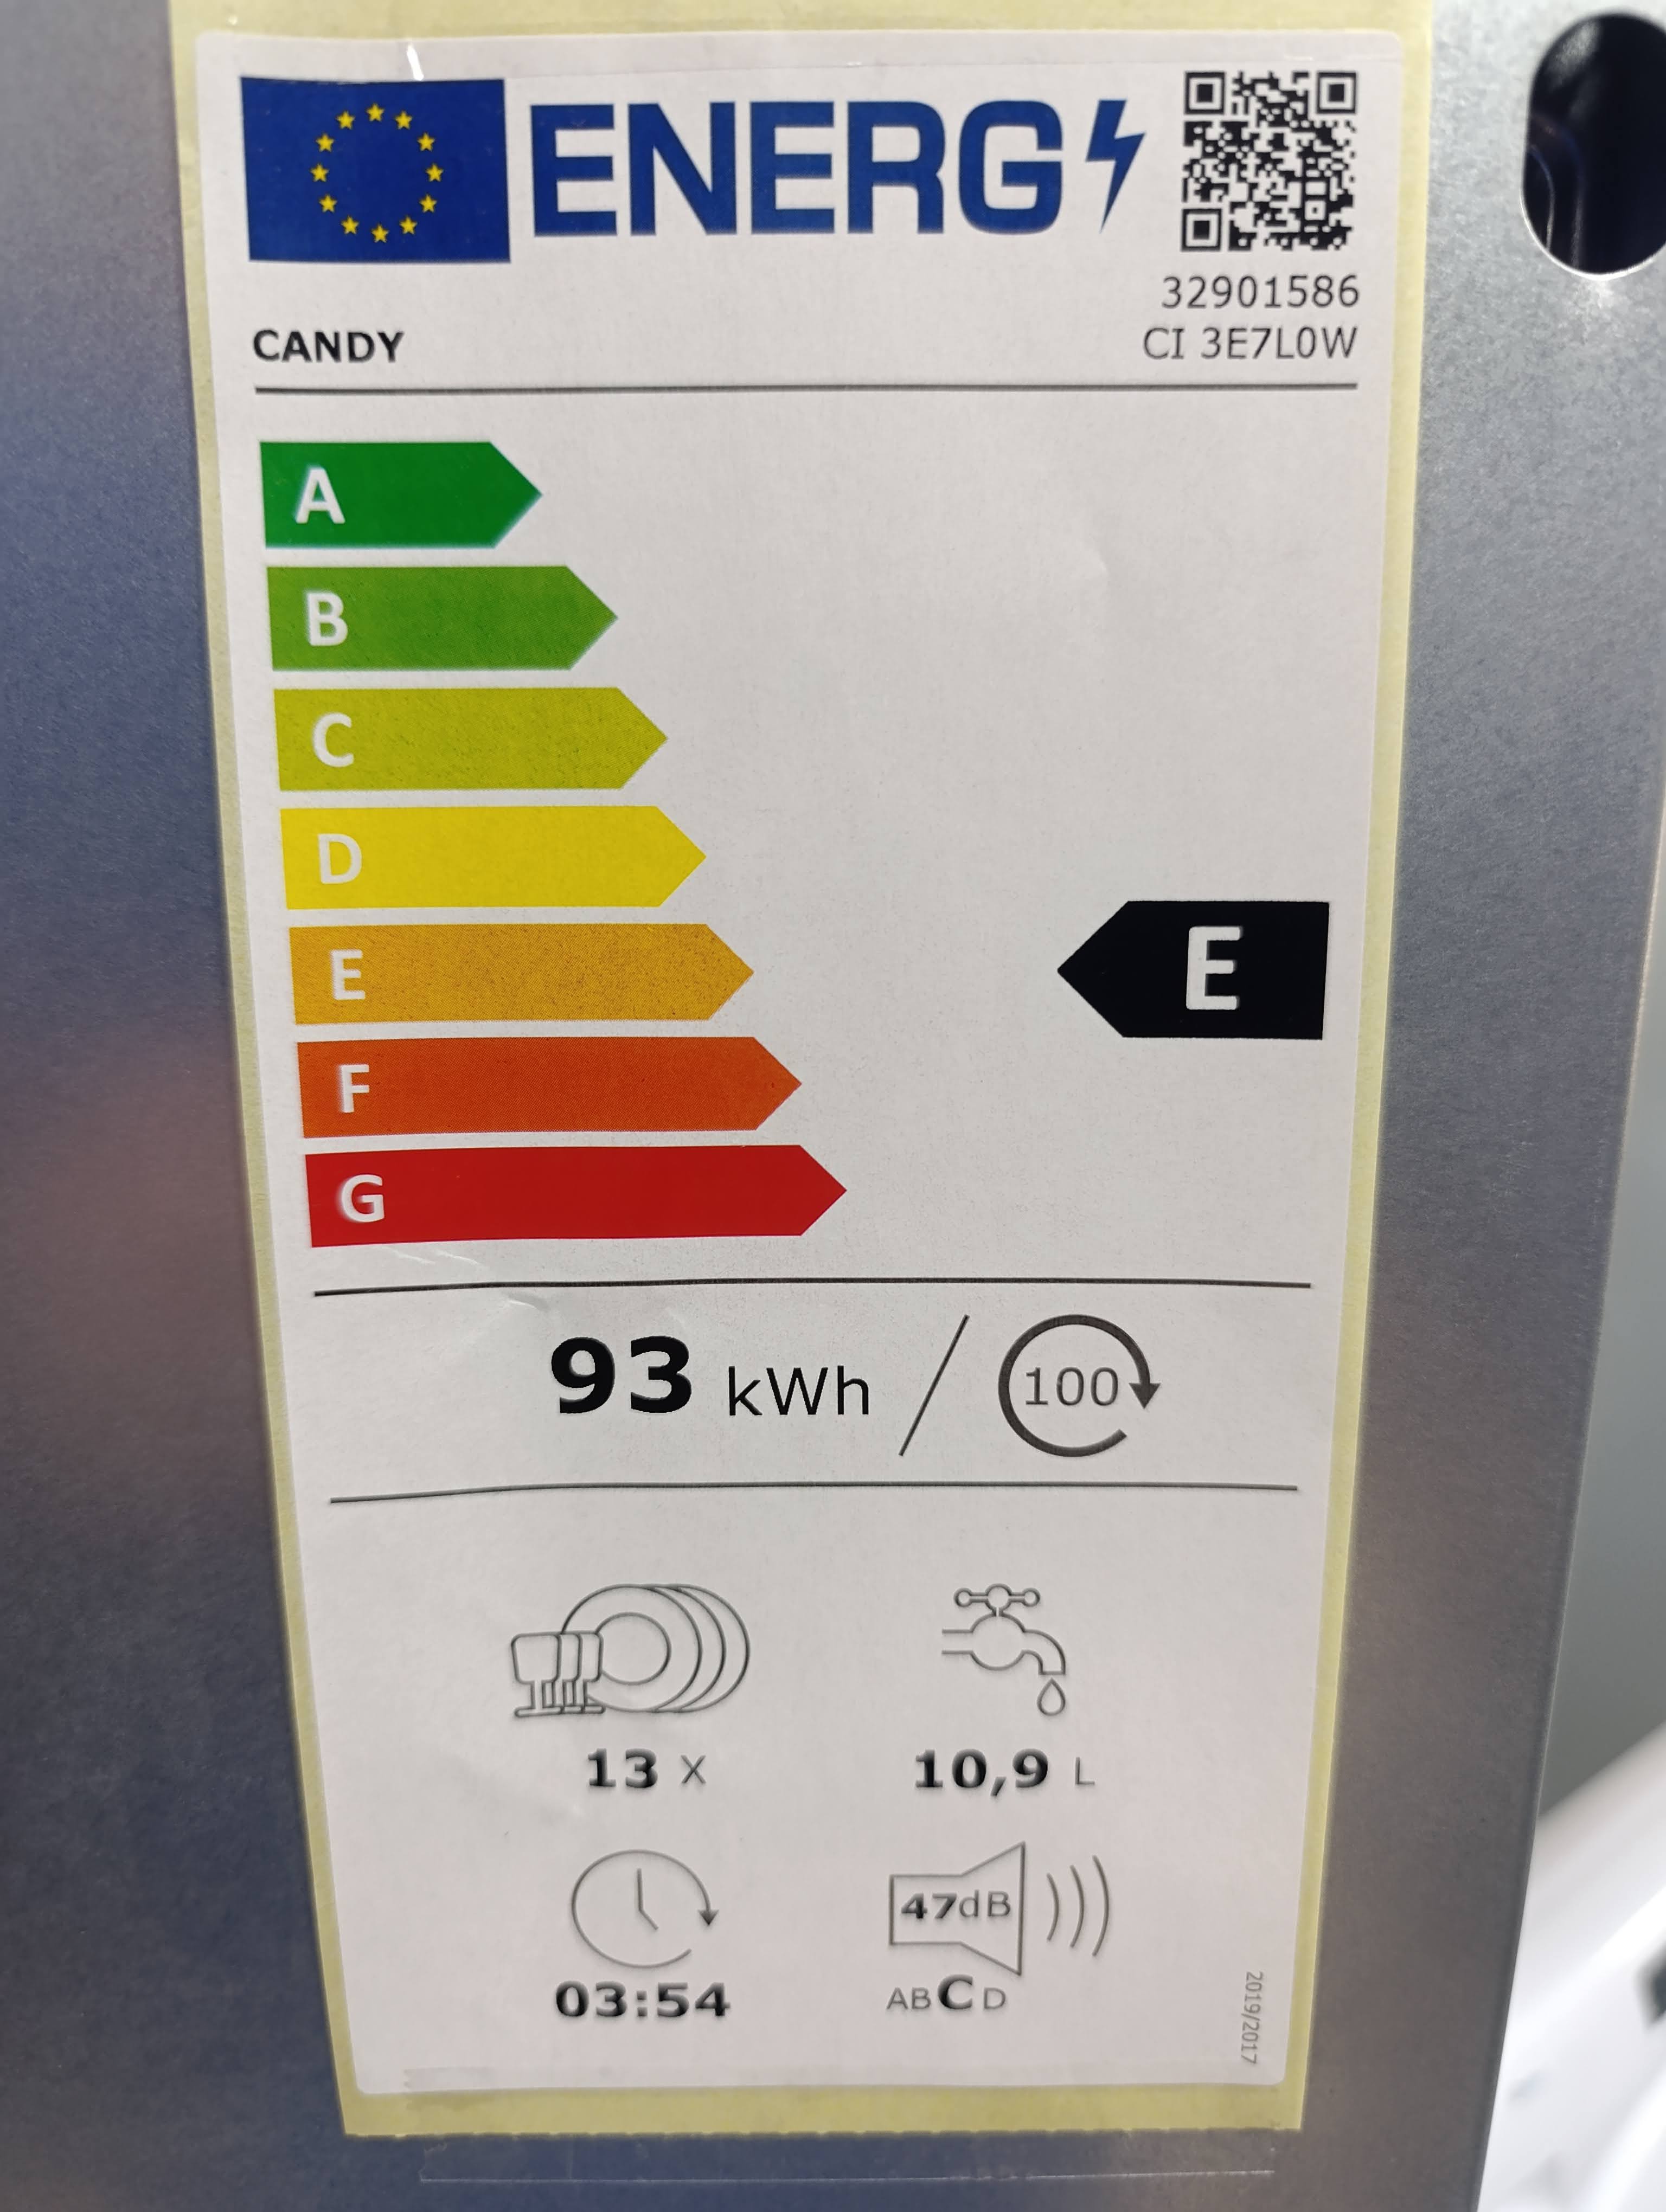 ENERG
32901586
CANDY
CI 3E7L0W
A
B
C
D
E
E
F
G
93 kWh / 100
13 X
10,9 L
47dB
03:54
ABCD
2019/2017